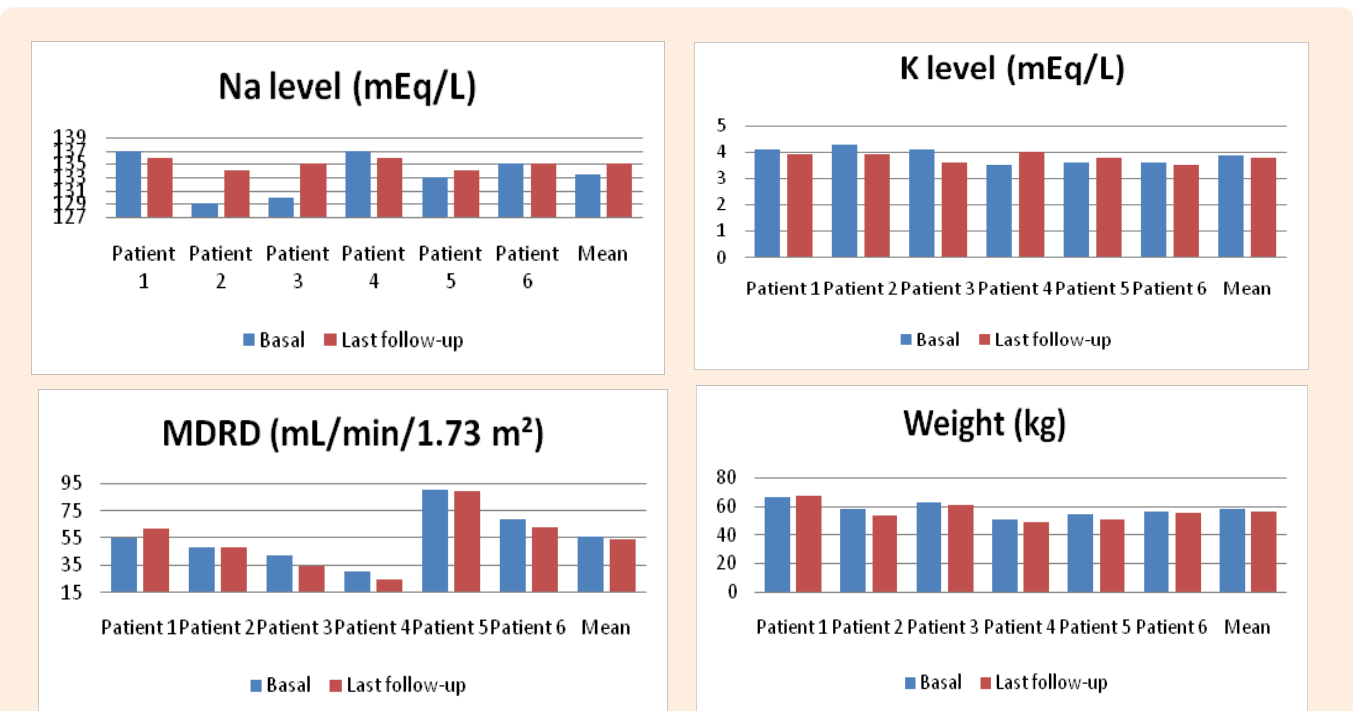 Na level (mEq/L)
139
137
135
133
131
129
127
Patient Patient Patient Patient Patient Patient Mean
1 2 3 4 5 6
Basal Last follow-up
K level (mEq/L)
5
4
3
2
1
0
Patient 1 Patient 2 Patient 3 Patient 4 Patient 5 Patient 6 Mean
Basal Last follow-up
MDRD (mL/min/1.73 m²)
95
75
55
35
15
Patient 1 Patient 2 Patient 3 Patient 4 Patient 5 Patient 6 Mean
Basal Last follow-up
Weight (kg)
80
60
40
20
0
Patient 1 Patient 2 Patient 3 Patient 4 Patient 5 Patient 6 Mean
Basal Last follow-up